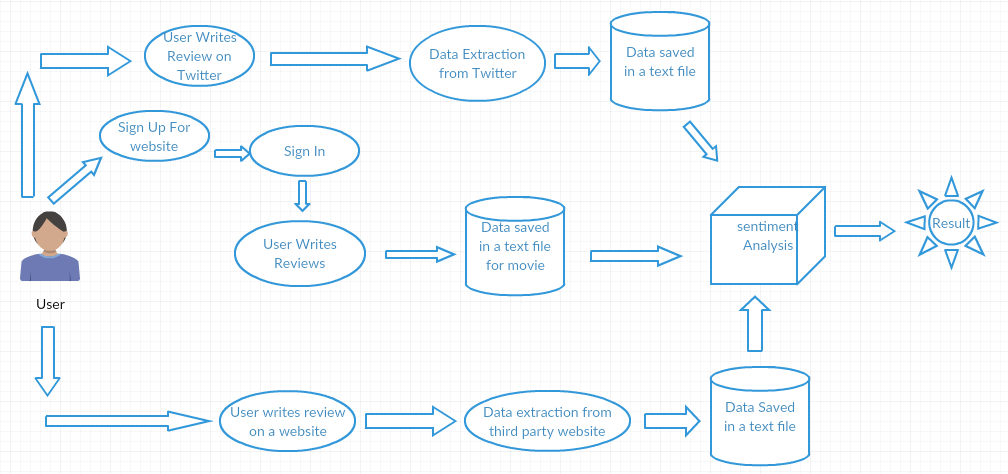 User Writes
Review on
Twitter
Data Extraction
from Twitter
Data saved
in a text file
Sign Up For
website
Sign In
User Writes
Reviews
Data saved
in a text file
for movie
sentiment
Analysis
Result
User
User writes review
on a website
Data extraction from
third party website
Data Saved
in a text file